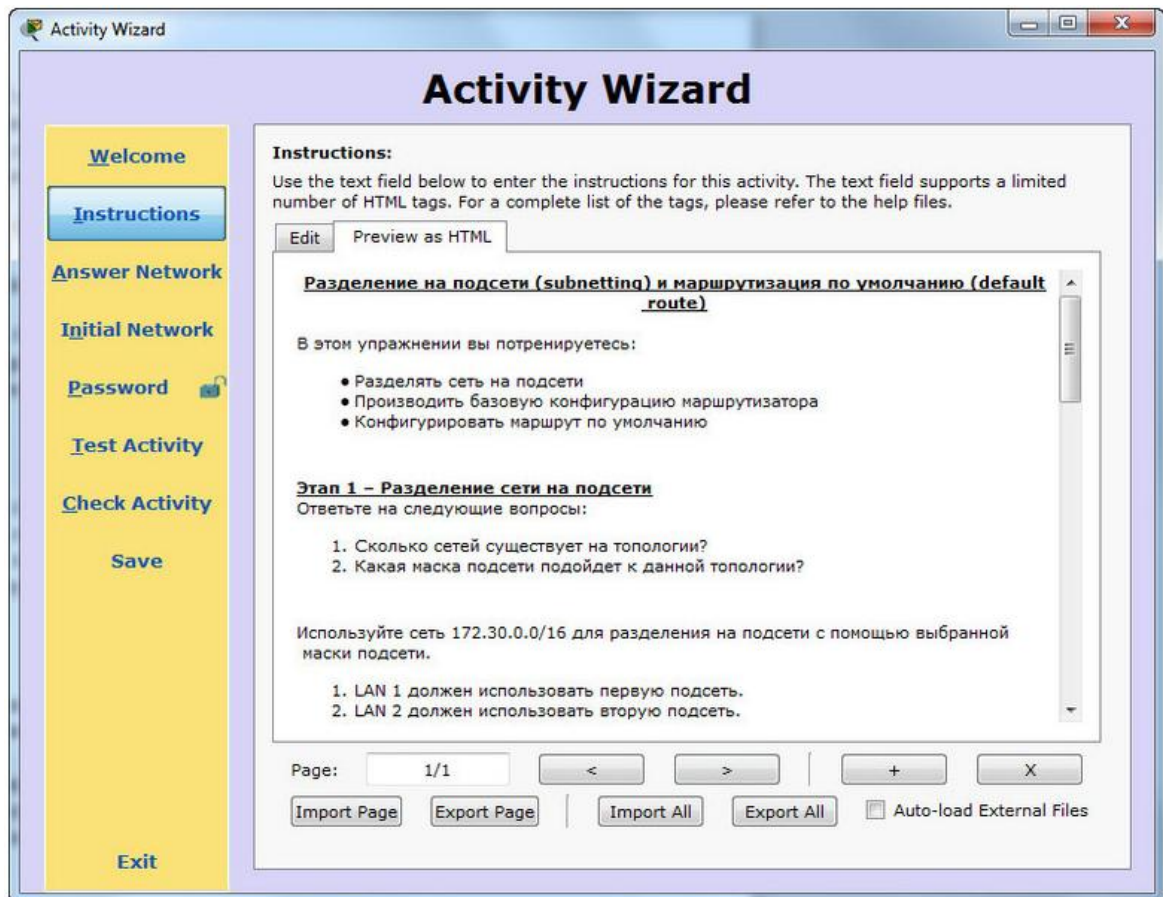 Activity Wizard
Activity Wizard
Welcome
Instructions
Answer Network
Initial Network
Password
Test Activity
Check Activity
Save
Exit
Instructions:
Use the text field below to enter the instructions for this activity. The text field supports a limited
number of HTML tags. For a complete list of the tags, please refer to the help files.
Edit Preview as HTML
Разделение на подсети (subnetting) и маршрутизация по умолчанию (default
route)
В этом упражнении вы потренируетесь:
● Разделять сеть на подсети
● Производить базовую конфигурацию маршрутизатора
● Конфигурировать маршрут по умолчанию
Этап 1 – Разделение сети на подсети
Ответьте на следующие вопросы:
1. Сколько сетей существует на топологии?
2. Какая маска подсети подойдет к данной топологии?
Используйте сеть 172.30.0.0/16 для разделения на подсети с помощью выбранной
маски подсети.
1. LAN 1 должен использовать первую подсеть.
2. LAN 2 должен использовать вторую подсеть.
Page: 1/1 < > + X
Import Page Export Page Import All Export All Auto-load External Files